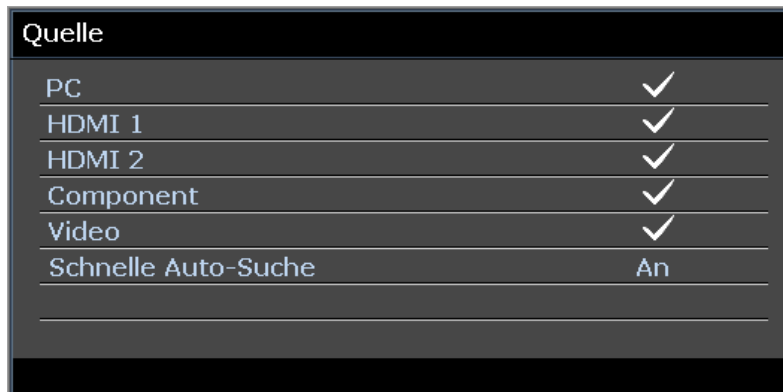 Quelle
PC
HDMI 1
HDMI 2
Component
Video
Schnelle Auto-Suche An